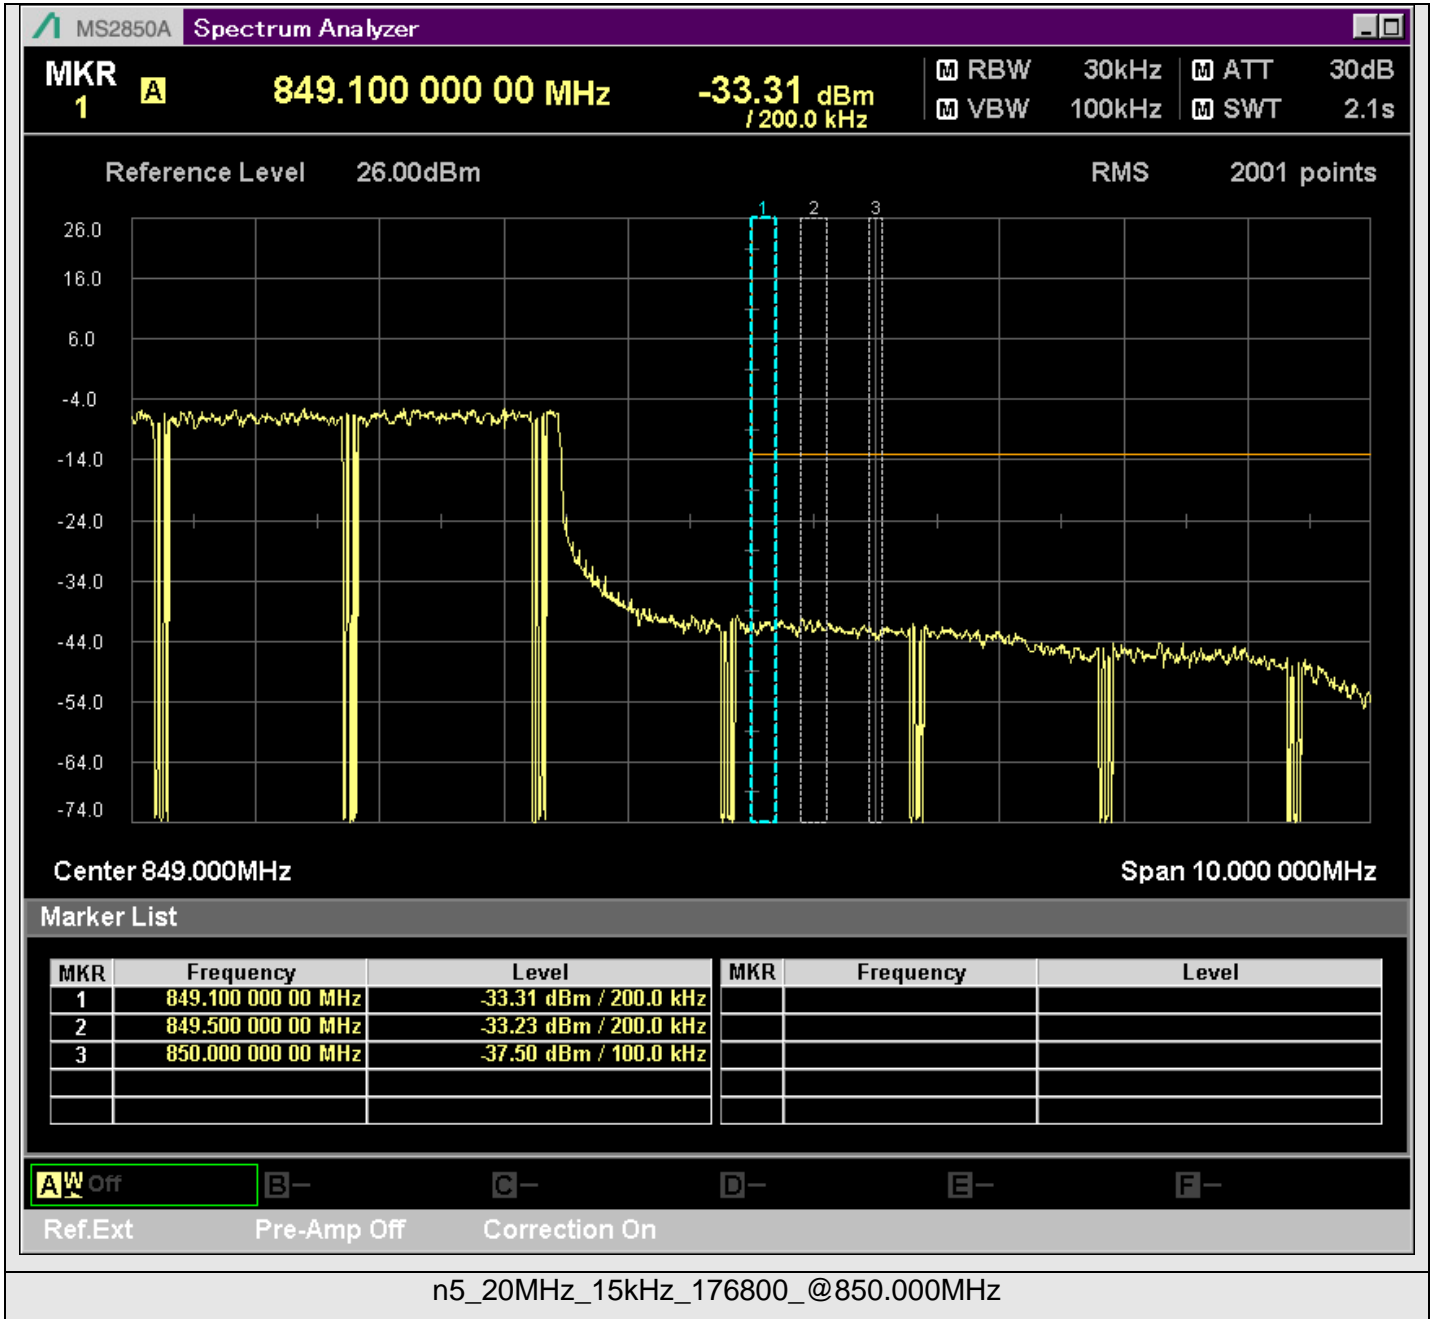 MS2850A Spectrum Analyzer
MKR 1 A 849.100 000 00 MHz -33.31 dBm / 200.0 kHz
M RBW 30kHz M ATT 30dB
M VBW 100kHz M SWT 2.1s
Reference Level 26.00dBm RMS 2001 points
1 2 3
26.0
16.0
6.0
-4.0
-14.0
-24.0
-34.0
-44.0
-54.0
-64.0
-74.0
Center 849.000MHz Span 10.000 000MHz
Marker List
MKR Frequency Level MKR Frequency Level
1 849.100 000 00 MHz -33.31 dBm / 200.0 kHz
2 849.500 000 00 MHz -33.23 dBm / 200.0 kHz
3 850.000 000 00 MHz -37.50 dBm / 100.0 kHz
A W Off B — C — D — E — F —
Ref.Ext Pre-Amp Off Correction On
n5_20MHz_15kHz_176800_@850.000MHz